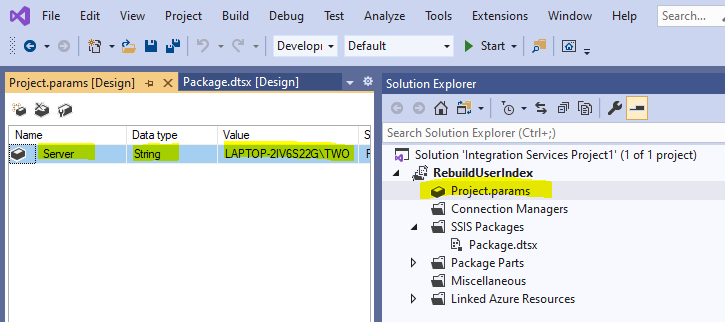 File Edit View Project Build Debug Test Analyze Tools Extensions Window Help
Developr Default Start
Project.params [Design] Package.dtsx [Design]
Solution Explorer
Search Solution Explorer (Ctrl+;)
Name Data type Value S
Server String LAPTOP-2IV6S22G\TWO F
Solution 'Integration Services Project1' (1 of 1 project)
RebuildUserIndex
Project.params
Connection Managers
SSIS Packages
Package.dtsx
Package Parts
Miscellaneous
Linked Azure Resources